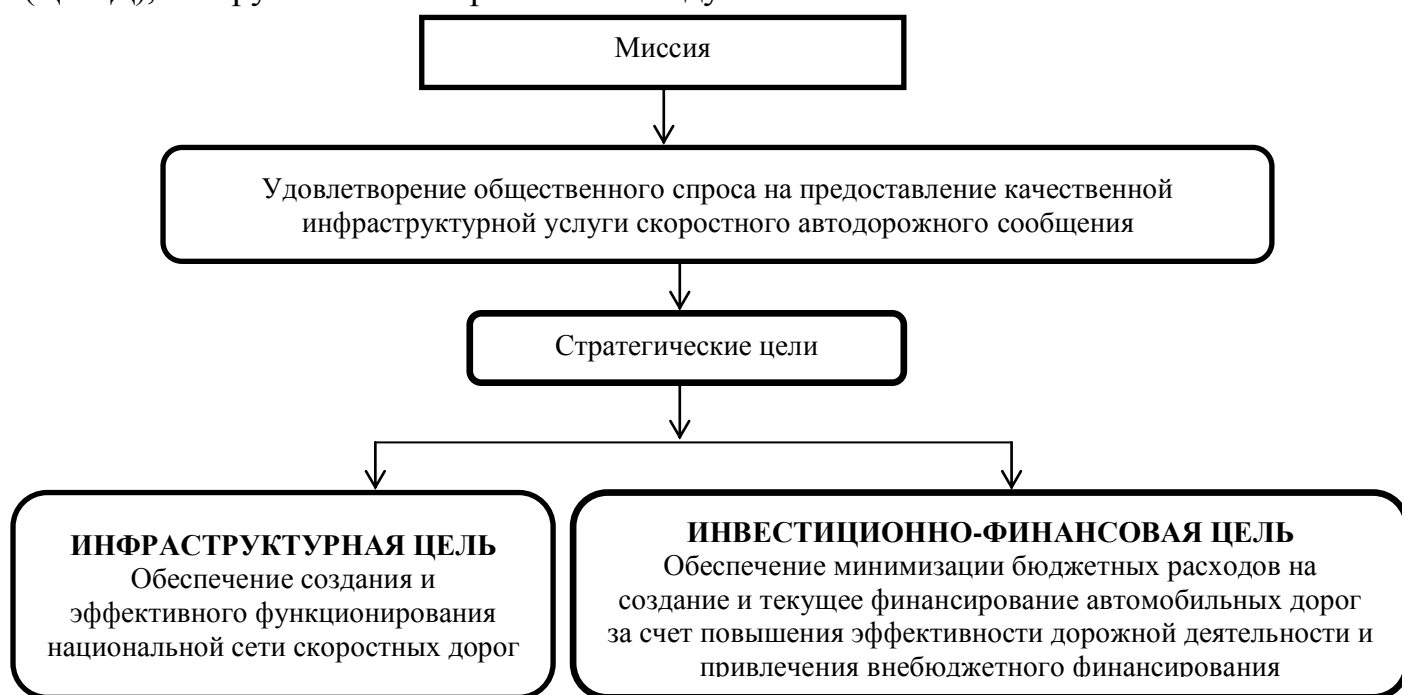 Миссия
Удовлетворение общественного спроса на предоставление качественной
инфраструктурной услуги скоростного автодорожного сообщения
Стратегические цели
ИНФРАСТРУКТУРНАЯ ЦЕЛЬ
Обеспечение создания и
эффективного функционирования
национальной сети скоростных дорог
ИНВЕСТИЦИОННО-ФИНАНСОВАЯ ЦЕЛЬ
Обеспечение минимизации бюджетных расходов на
создание и текущее финансирование автомобильных дорог
за счет повышения эффективности дорожной деятельности и
привлечения внебюджетного финансирования